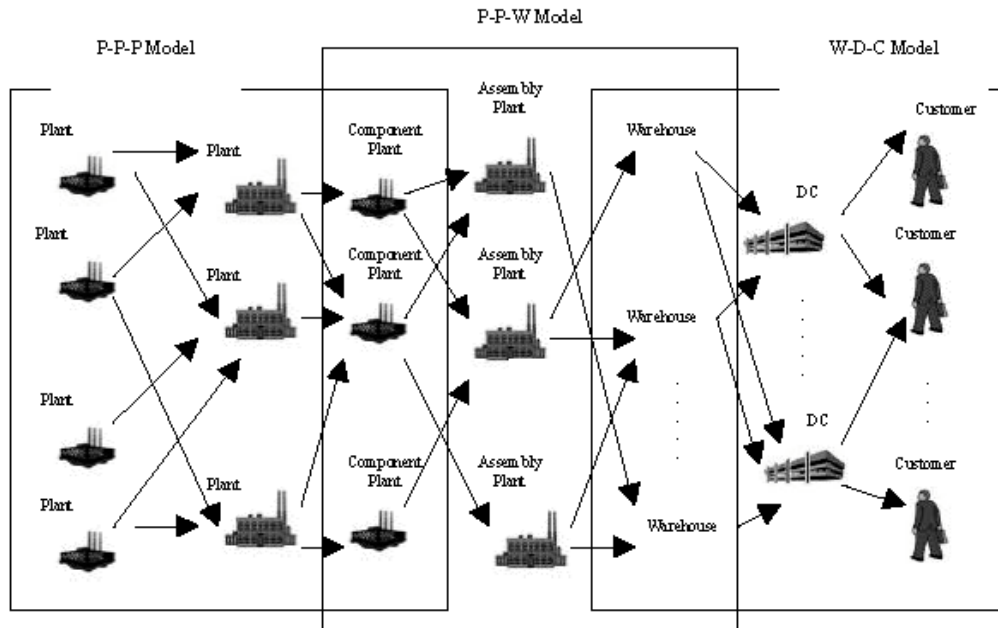 P-P-W Model
P-P-P Model
W-D-C Model
Assembly
Plant
Customer
Plant
Plant
Component
Plant
Warehouse
DC
Plant
Plant
Component
Plant
Assembly
Plant
Customer
Warehouse
Plant
Plant
Component
Plant
Assembly
Plant
DC
Customer
Plant
Warehouse